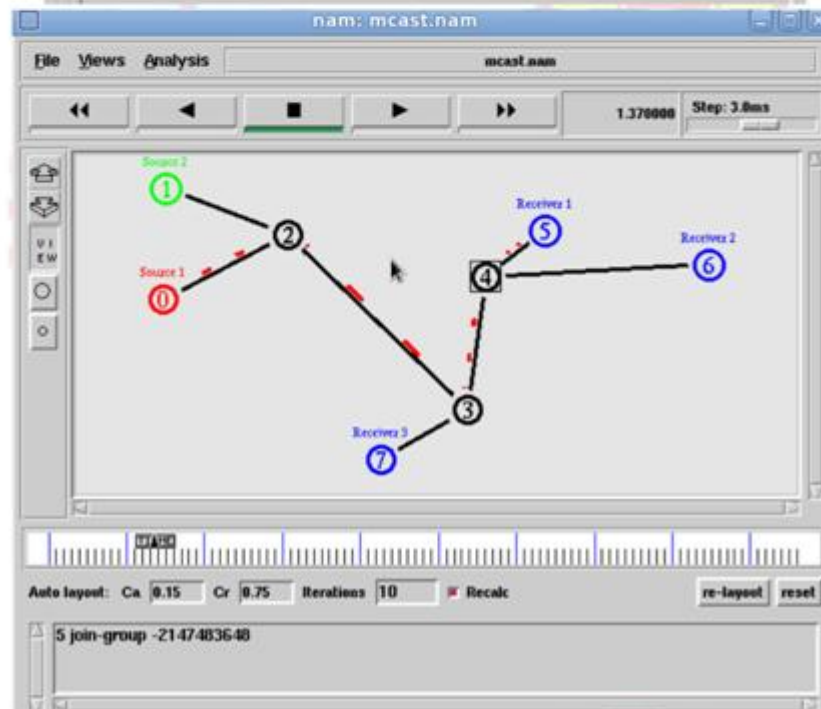 nam: mcast.nam
File Views Analysis mcast.nam
1.370000 Step: 3.0ms
VIEW
Source 2
1
2
Source 1
0
Receiver 1
5
Receiver 2
6
4
3
Receiver 3
7
TIME
Auto layout: Ca 0.15 Cr 0.75 Iterations 10 Recalc re-layout reset
5 join-group -2147483648